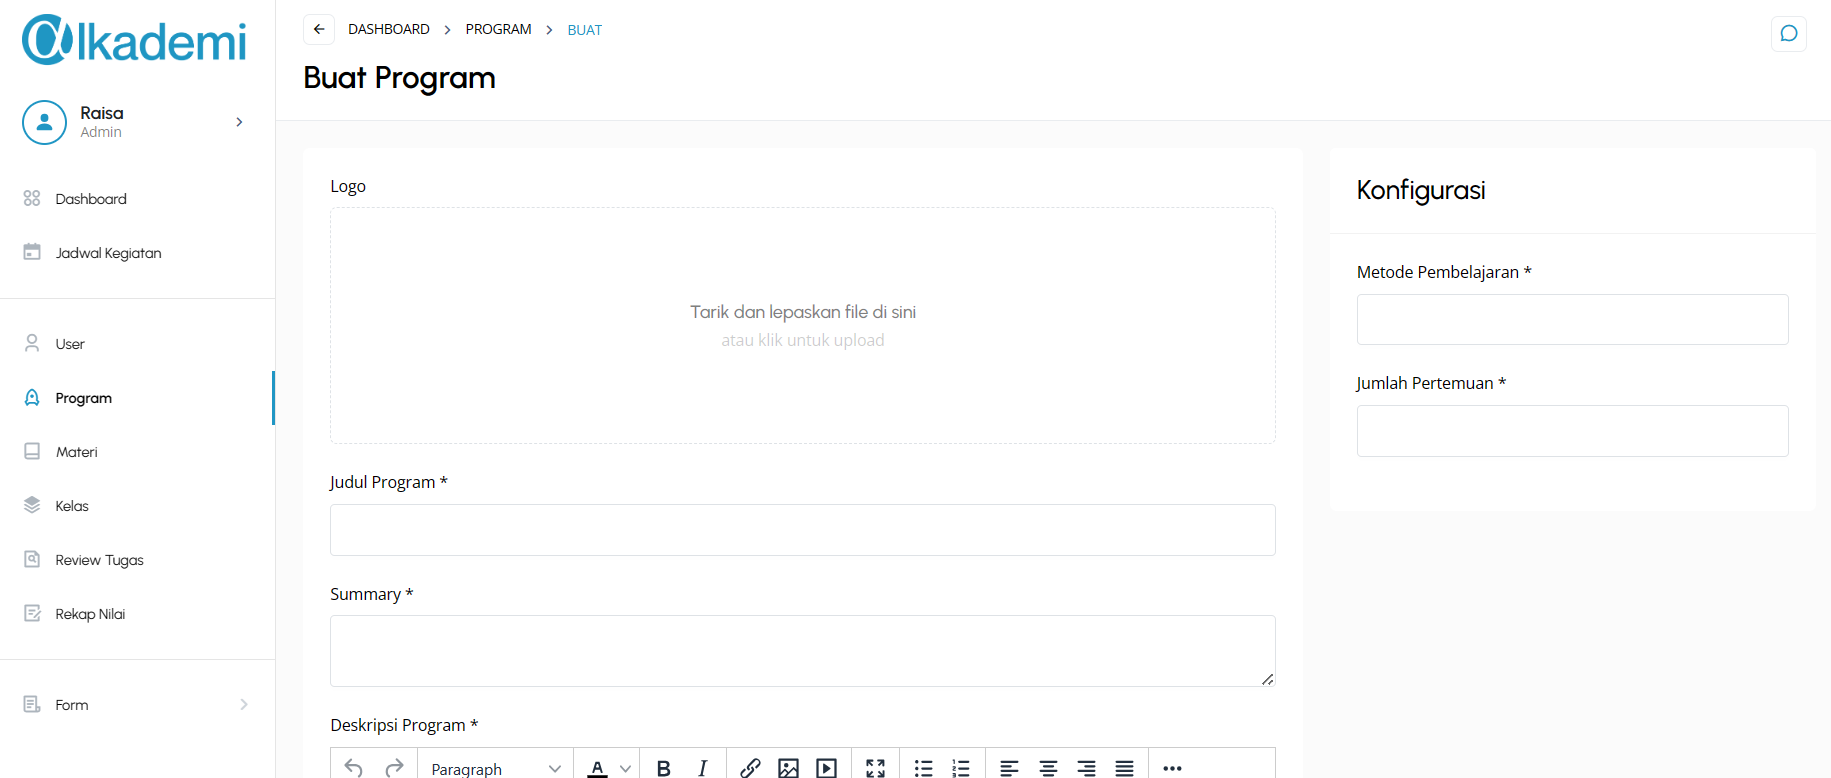 @lkademi
Raisa
Admin
Dashboard
Jadwal Kegiatan
User
Program
Materi
Kelas
Review Tugas
Rekap Nilai
Form
DASHBOARD > PROGRAM > BUAT
Buat Program
Logo
Tarik dan lepaskan file di sini
atau klik untuk upload
Judul Program *
Summary *
Deskripsi Program *
Paragraph A B I
Konfigurasi
Metode Pembelajaran *
Jumlah Pertemuan *